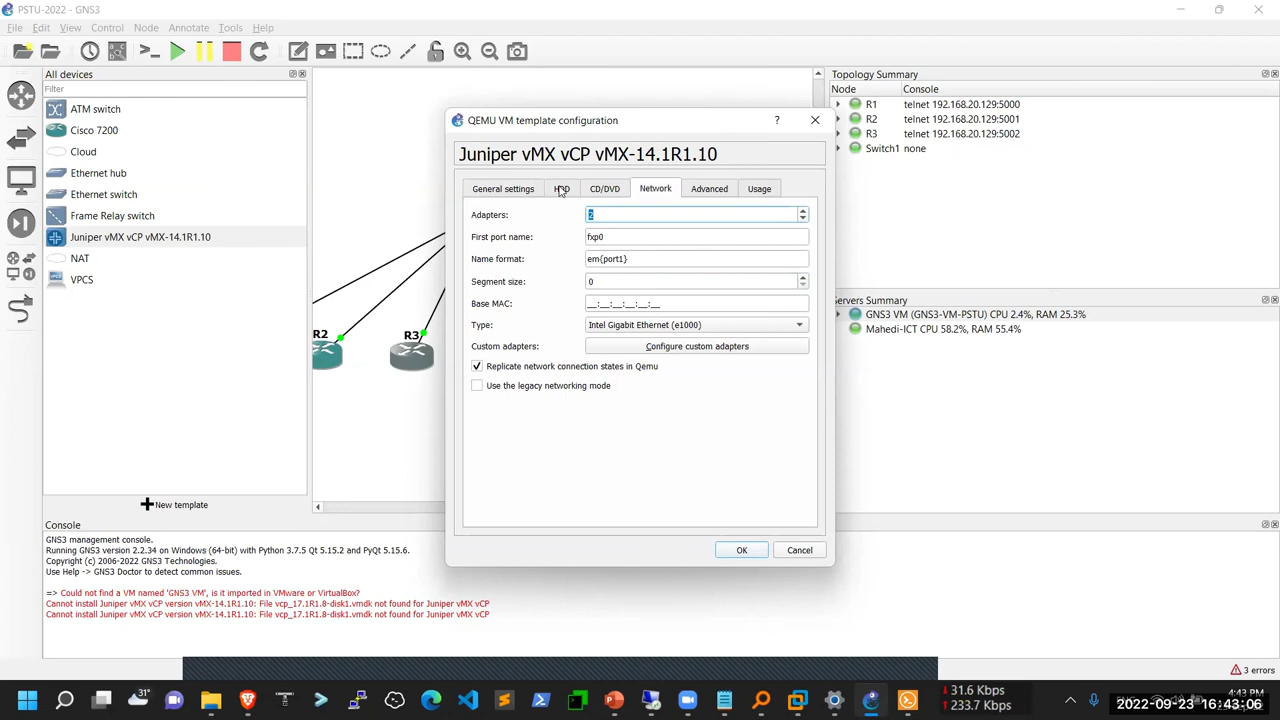 PSTU-2022 - GNS3
File Edit View Control Node Annotate Tools Help
All devices
Filter
ATM switch
Cisco 7200
Cloud
Ethernet hub
Ethernet switch
Frame Relay switch
Juniper vMX vCP vMX-14.1R1.10
NAT
VPCS
New template
R2
R3
QEMU VM template configuration
?
Juniper vMX vCP vMX-14.1R1.10
General settings HDD CD/DVD Network Advanced Usage
Adapters: 2
First port name: fxp0
Name format: em{port1}
Segment size: 0
Base MAC: __:__:__:__:__:__
Type: Intel Gigabit Ethernet (e1000)
Custom adapters: Configure custom adapters
Replicate network connection states in Qemu
Use the legacy networking mode
OK Cancel
Topology Summary
Node Console
R1 telnet 192.168.20.129:5000
R2 telnet 192.168.20.129:5001
R3 telnet 192.168.20.129:5002
Switch1 none
Servers Summary
GNS3 VM (GNS3-VM-PSTU) CPU 2.4%, RAM 25.3%
Mahedi-ICT CPU 58.2%, RAM 55.4%
Console
GNS3 management console.
Running GNS3 version 2.2.34 on Windows (64-bit) with Python 3.7.5 Qt 5.15.2 and PyQt 5.15.6.
Copyright (c) 2006-2022 GNS3 Technologies.
Use Help -> GNS3 Doctor to detect common issues.
=> Could not find a VM named 'GNS3 VM', is it imported in VMware or VirtualBox?
Cannot install Juniper vMX vCP version vMX-14.1R1.10: File vcp_17.1R1.8-disk1.vmdk not found for Juniper vMX vCP
Cannot install Juniper vMX vCP version vMX-14.1R1.10: File vcp_17.1R1.8-disk1.vmdk not found for Juniper vMX vCP
3 errors
31°
31.6 Kbps
233.7 Kbps
4:43 PM
2022-09-23 16:43:06